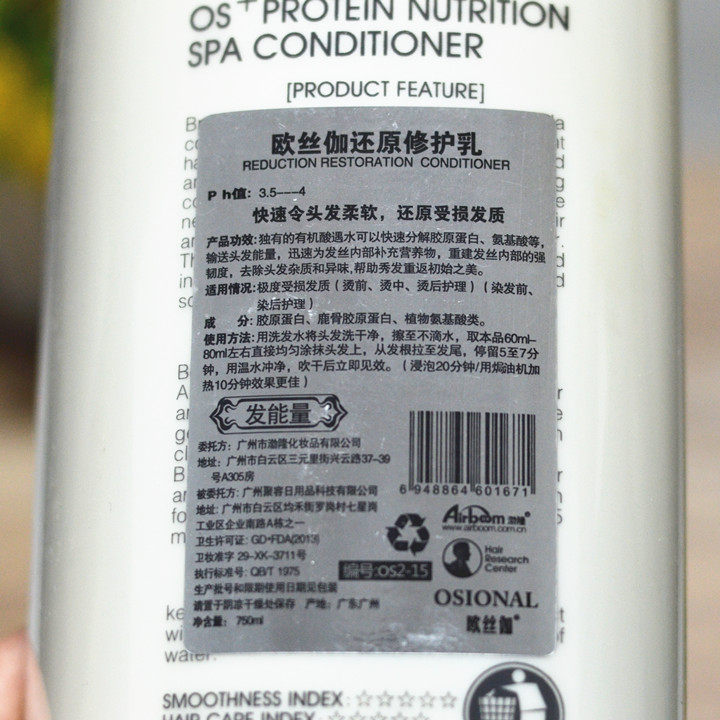 OS+PROTEIN NUTRITION
SPA CONDITIONER
[PRODUCT FEATURE]
欧丝伽还原修护乳
REDUCTION RESTORATION CONDITIONER
Ph值: 3.5---4
快速令头发柔软，还原受损发质
产品功效:独有的有机酸遇水可以快速分解胶原蛋白、氨基酸等，
输送头发能量，迅速为发丝内部补充营养物，重建发丝内部的强
韧度，去除头发杂质和异味,帮助秀发重返初始之美。
适用情况:极度受损发质（烫前、烫中、烫后护理）（染发前、
染后护理）
成 分:胶原蛋白、鹿骨胶原蛋白、植物氨基酸类。
使用方法:用洗发水将头发洗干净，擦至不滴水，取本品60ml-
80ml左右直接均匀涂抹头发上，从发根拉至发尾，停留5至7分
钟，用温水冲净，吹干后立即见效。（浸泡20分钟/用焗油机加
热10分钟效果更佳）
发能量
委托方: 广州市渤隆化妆品有限公司
地址: 广州市白云区三元里街兴云路37-39
号A305房
被委托方: 广州聚容日用品科技有限公司
地址: 广州市白云区均禾街罗岗村七星岗
工业区企业南路A栋之一
卫生许可证: GD·FDA(2013)
卫妆准字 29-XK-3711号
执行标准号: QB/T 1975
编号:os2-15
生产批号和限期使用日期见包装
请置于阴凉干燥处保存 产地: 广东广州
净含量: 750ml
6 948864 601671
Airboom 渤隆
www.airboom.com.cn
Hair
Research
Center
OSIONAL
欧丝伽
water.
SMOOTHNESS INDEX: ☆☆☆☆☆
HAIR CARE INDEX: ☆☆☆☆☆